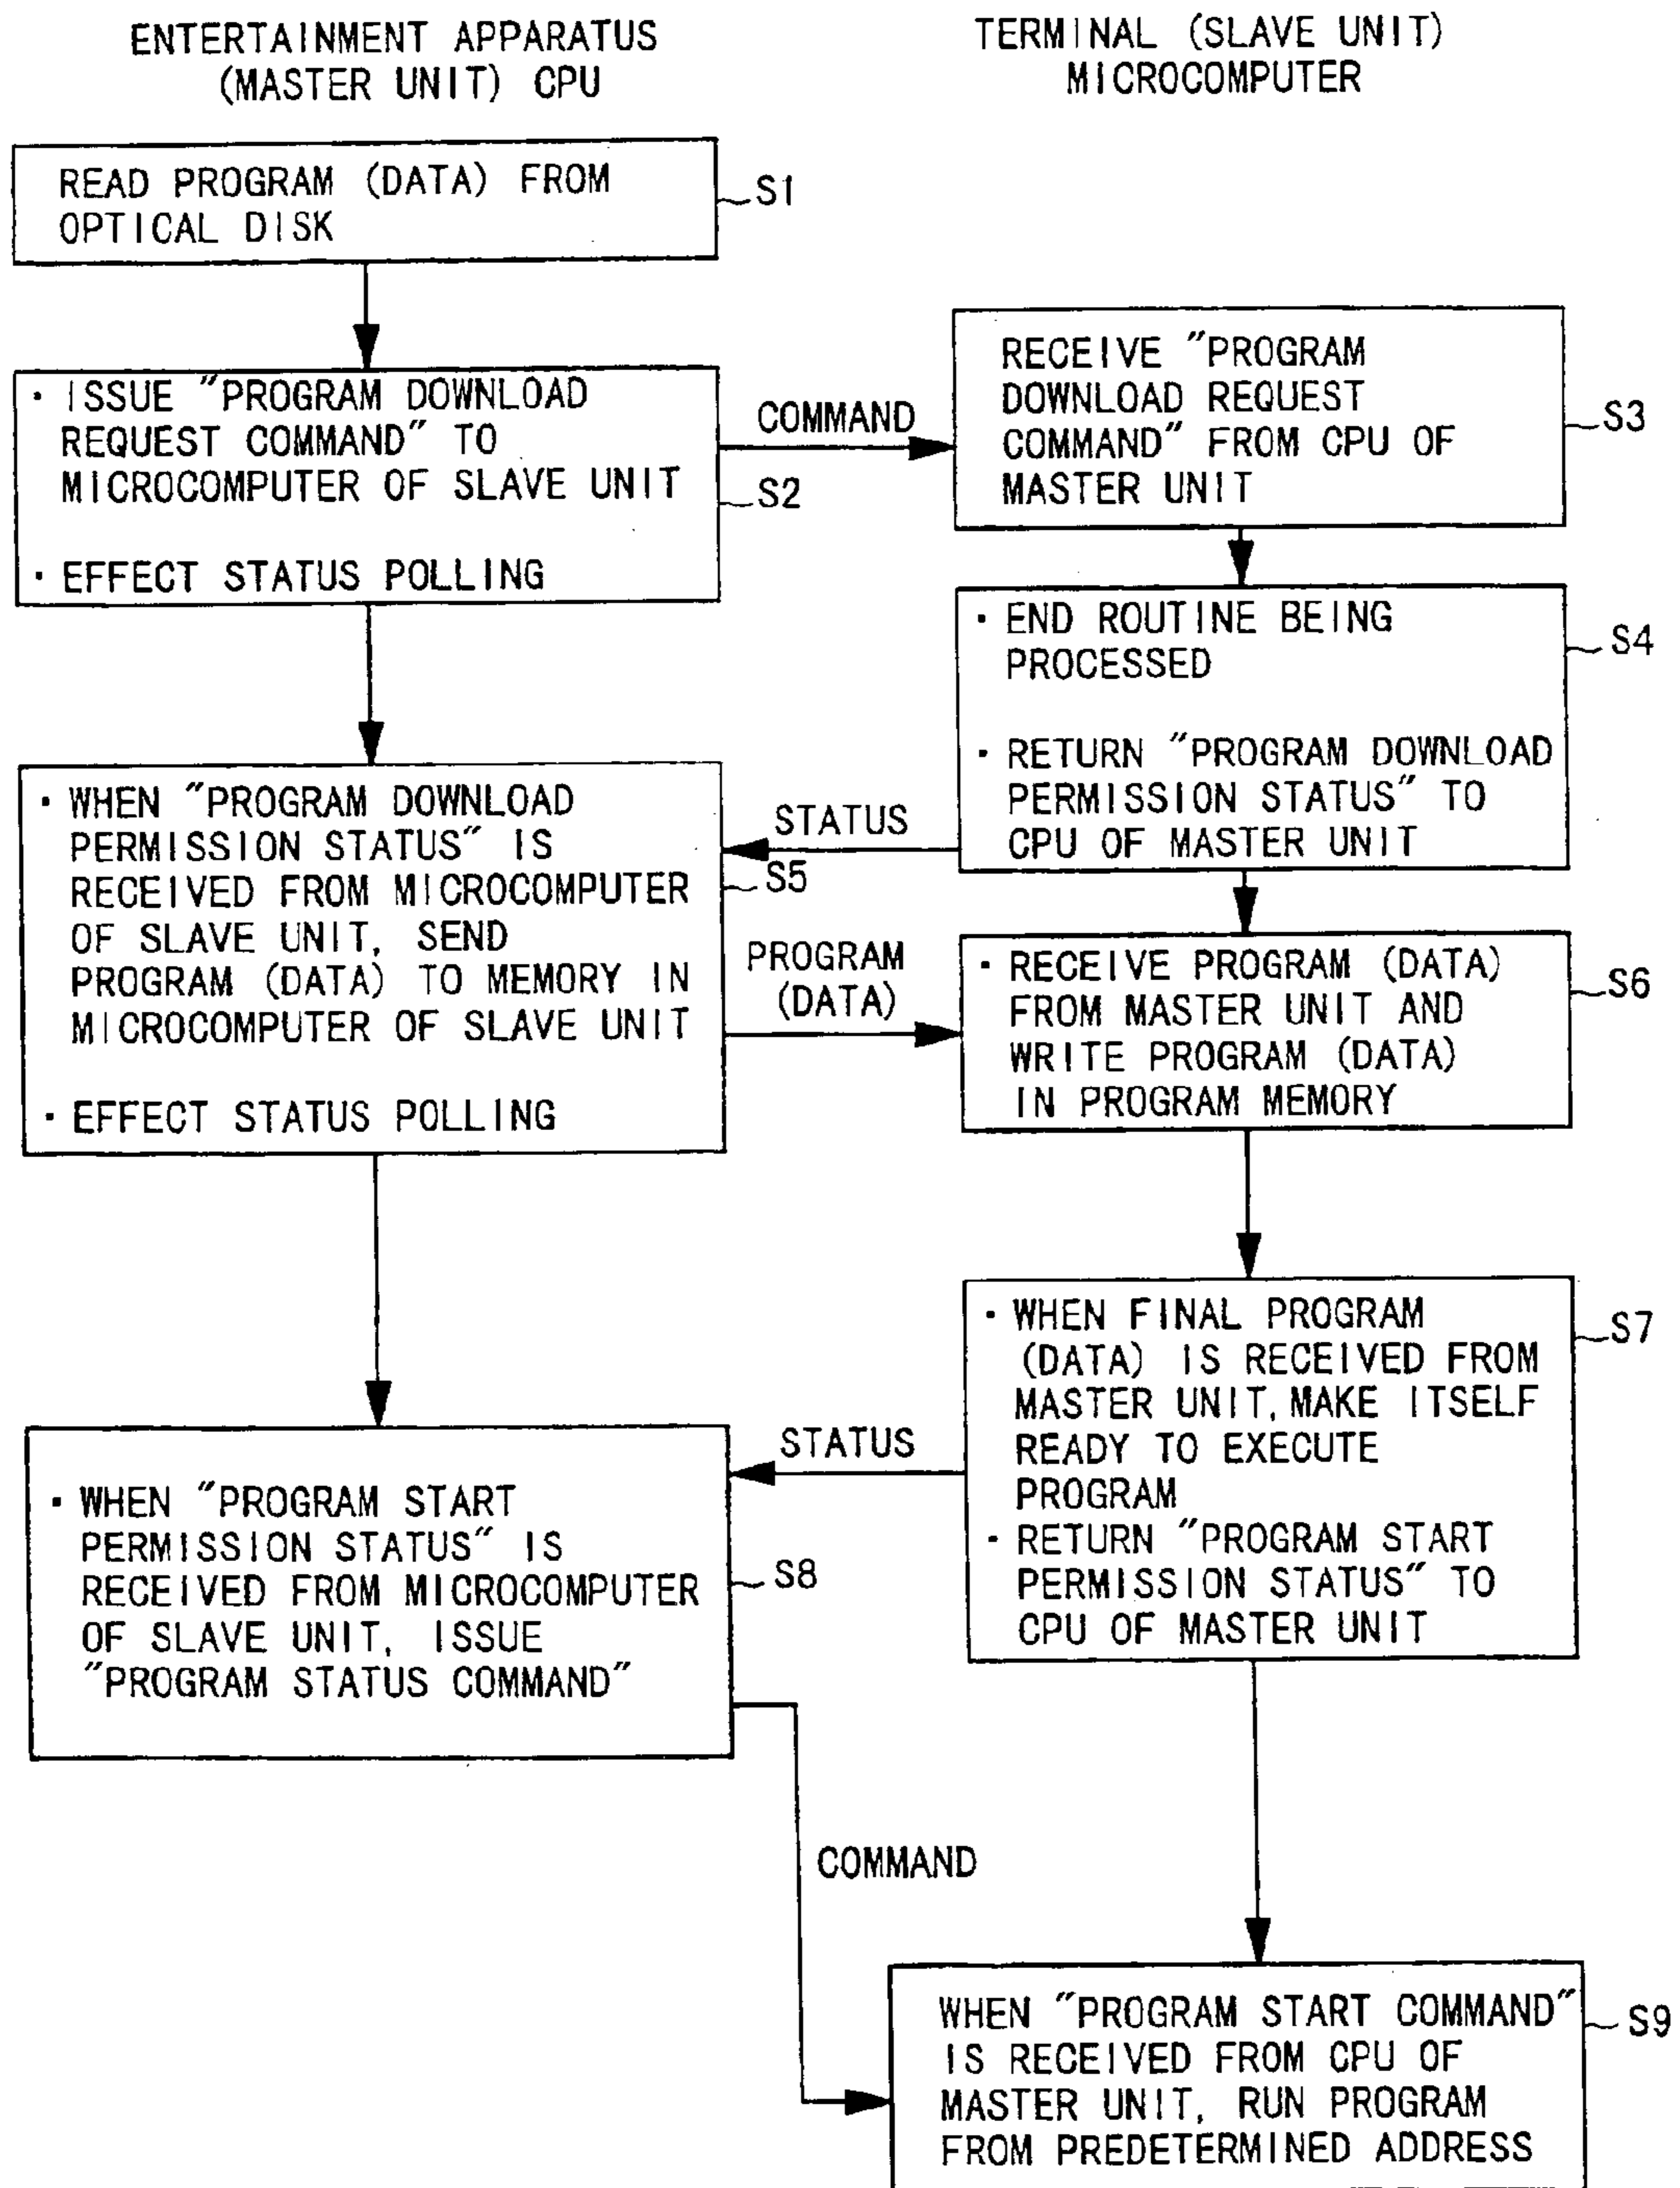 ENTERTAINMENT APPARATUS
(MASTER UNIT) CPU
TERMINAL (SLAVE UNIT)
MICROCOMPUTER
READ PROGRAM (DATA) FROM
OPTICAL DISK
S1
· ISSUE "PROGRAM DOWNLOAD
REQUEST COMMAND" TO
MICROCOMPUTER OF SLAVE UNIT
· EFFECT STATUS POLLING
S2
COMMAND
RECEIVE "PROGRAM
DOWNLOAD REQUEST
COMMAND" FROM CPU OF
MASTER UNIT
S3
· END ROUTINE BEING
PROCESSED
· RETURN "PROGRAM DOWNLOAD
PERMISSION STATUS" TO
CPU OF MASTER UNIT
S4
STATUS
· WHEN "PROGRAM DOWNLOAD
PERMISSION STATUS" IS
RECEIVED FROM MICROCOMPUTER
OF SLAVE UNIT, SEND
PROGRAM (DATA) TO MEMORY IN
MICROCOMPUTER OF SLAVE UNIT
· EFFECT STATUS POLLING
S5
PROGRAM
(DATA)
· RECEIVE PROGRAM (DATA)
FROM MASTER UNIT AND
WRITE PROGRAM (DATA)
IN PROGRAM MEMORY
S6
· WHEN FINAL PROGRAM
(DATA) IS RECEIVED FROM
MASTER UNIT, MAKE ITSELF
READY TO EXECUTE
PROGRAM
· RETURN "PROGRAM START
PERMISSION STATUS" TO
CPU OF MASTER UNIT
S7
STATUS
· WHEN "PROGRAM START
PERMISSION STATUS" IS
RECEIVED FROM MICROCOMPUTER
OF SLAVE UNIT, ISSUE
"PROGRAM STATUS COMMAND"
S8
COMMAND
WHEN "PROGRAM START COMMAND"
IS RECEIVED FROM CPU OF
MASTER UNIT, RUN PROGRAM
FROM PREDETERMINED ADDRESS
S9